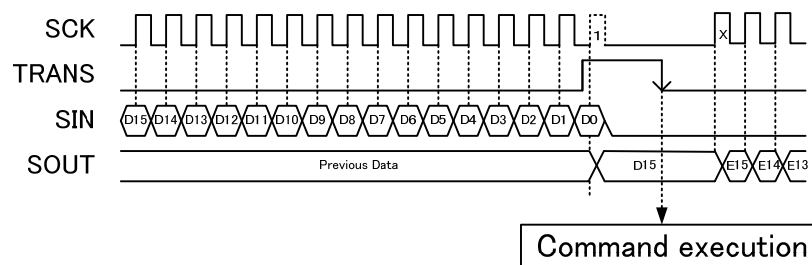 SCK 1 X
TRANS
SIN D15 D14 D13 D12 D11 D10 D9 D8 D7 D6 D5 D4 D3 D2 D1 D0
SOUT Previous Data D15 E15 E14 E13
Command execution